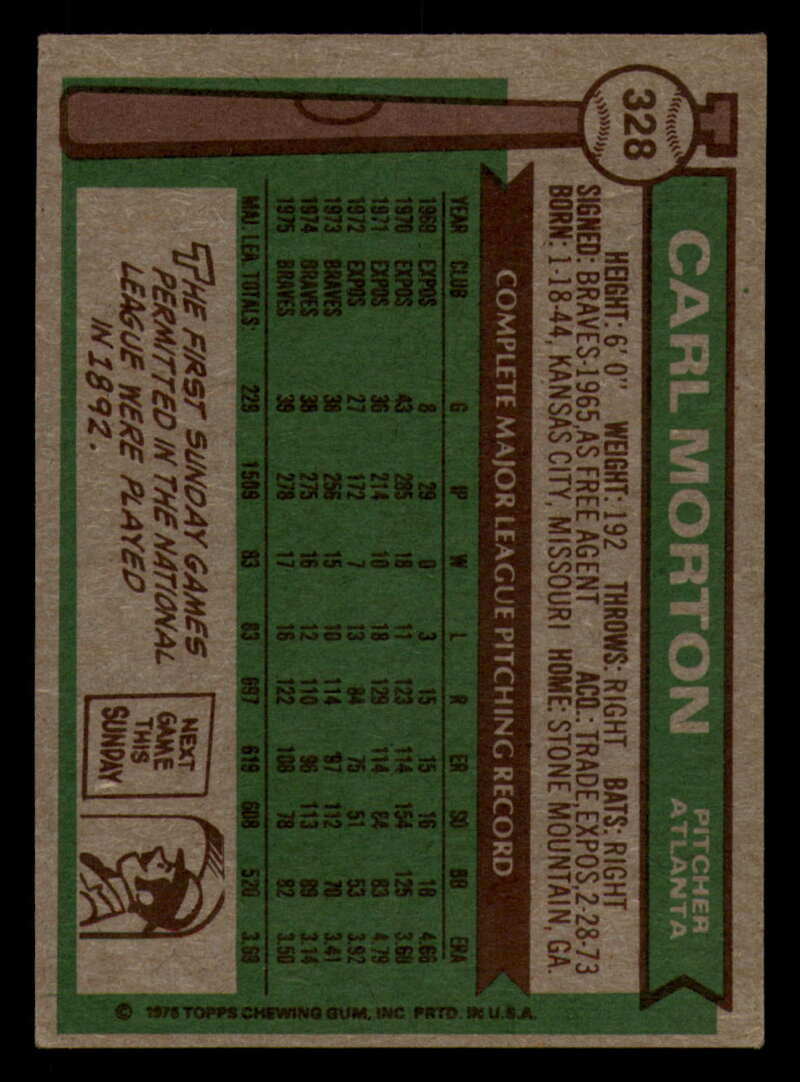 328
CARL MORTON
PITCHER
ATLANTA
HEIGHT: 6' 0" WEIGHT: 192 THROWS: RIGHT BATS: RIGHT
SIGNED: BRAVES-1965, AS FREE AGENT ACQ.: TRADE, EXPOS, 2-28-73
BORN: 1-18-44, KANSAS CITY, MISSOURI HOME: STONE MOUNTAIN, GA.
COMPLETE MAJOR LEAGUE PITCHING RECORD
YEAR CLUB G IP W L R ER SO BB ERA
1969 EXPOS 8 29 0 3 15 15 16 18 4.66
1970 EXPOS 43 285 18 11 123 114 154 125 3.60
1971 EXPOS 36 214 10 18 129 114 84 83 4.79
1972 EXPOS 27 172 7 13 84 75 51 53 3.92
1973 BRAVES 38 256 15 10 114 97 112 70 3.41
1974 BRAVES 38 275 16 12 110 96 113 89 3.14
1975 BRAVES 39 278 17 16 122 108 78 82 3.50
MAJ. LEA. TOTALS 229 1509 83 83 697 619 608 520 3.69
THE FIRST SUNDAY GAMES
PERMITTED IN THE NATIONAL
LEAGUE WERE PLAYED
IN 1892.
NEXT
GAME
THIS
SUNDAY
© 1976 TOPPS CHEWING GUM, INC. PRTD. IN U.S.A.